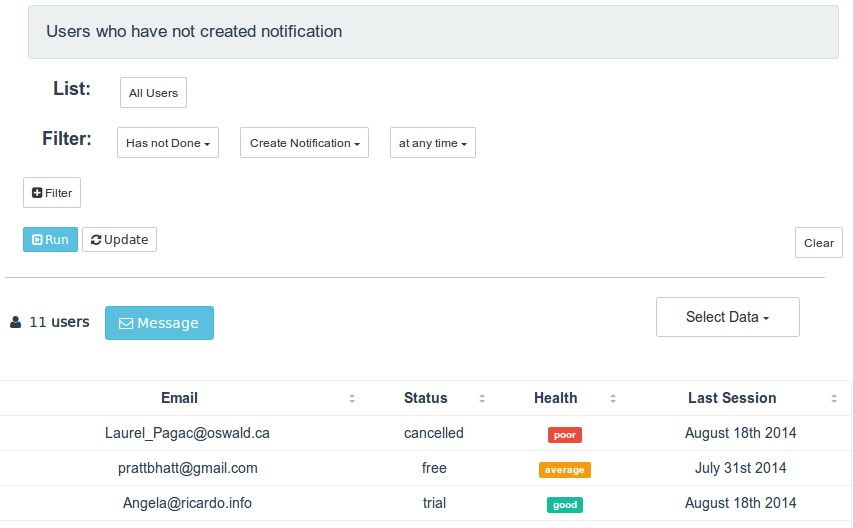 Users who have not created notification
List: All Users
Filter: Has not Done Create Notification at any time
Filter
Run Update Clear
11 users Message Select Data
Email Status Health Last Session
Laurel_Pagac@oswald.ca cancelled poor August 18th 2014
prattbhatt@gmail.com free average July 31st 2014
Angela@ricardo.info trial good August 18th 2014